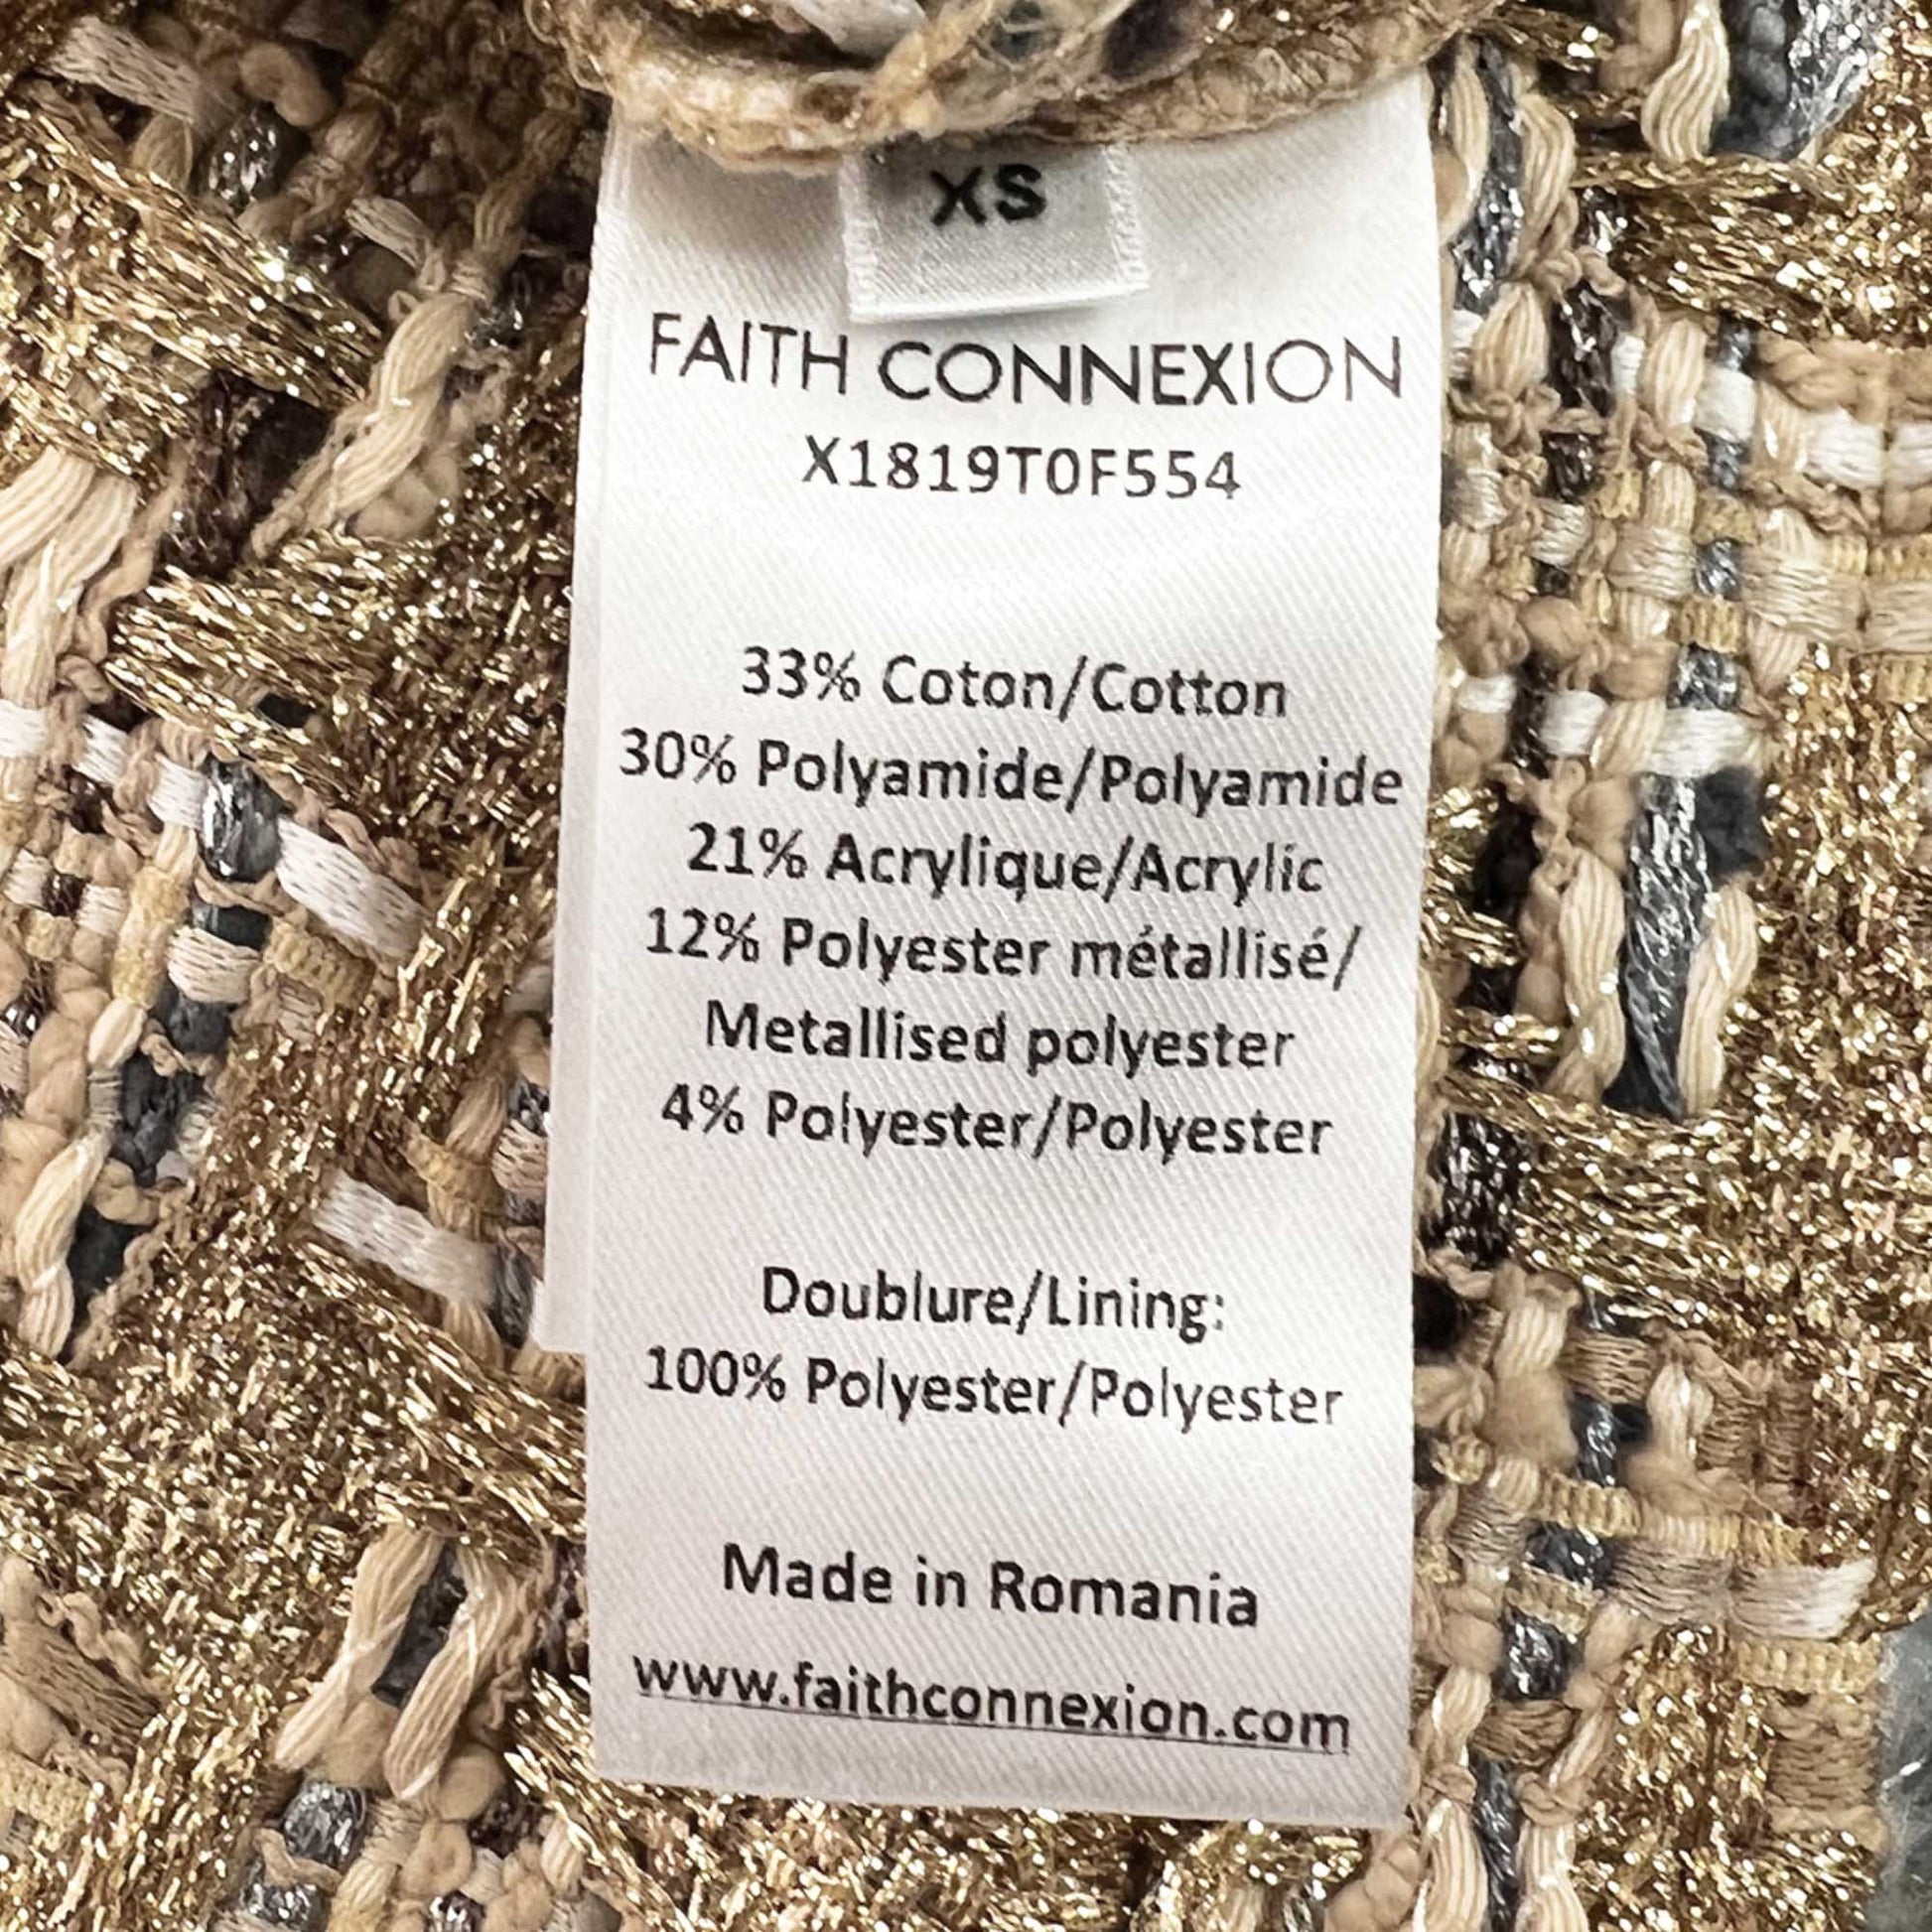 XS
FAITH CONNEXION
X1819T0F554
33% Coton/Cotton
30% Polyamide/Polyamide
21% Acrylique/Acrylic
12% Polyester métallisé/
Metallised polyester
4% Polyester/Polyester
Doublure/Lining:
100% Polyester/Polyester
Made in Romania
www.faithconnexion.com